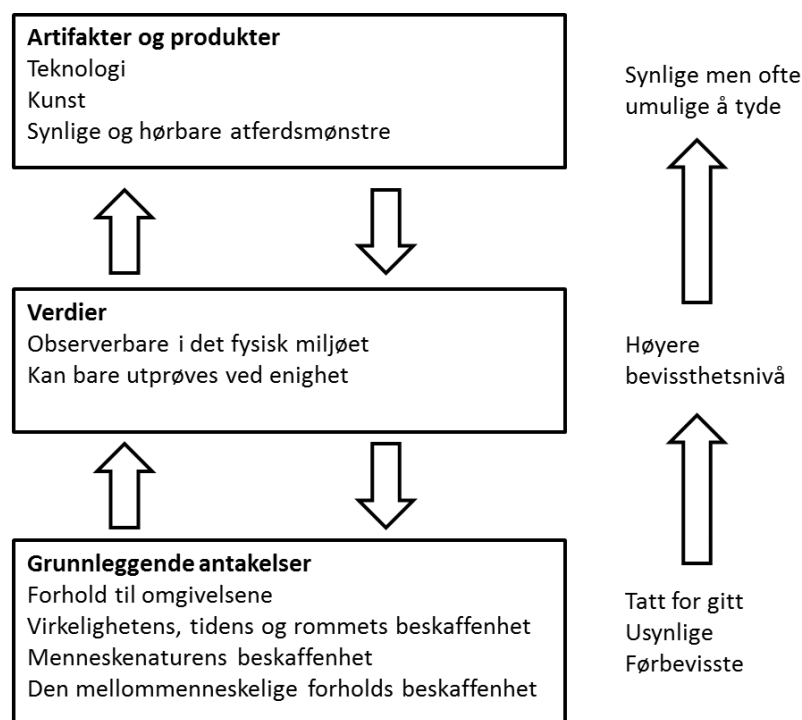 Artifakter og produkter
Teknologi
Kunst
Synlige og hørbare atferdsmønstre
Synlige men ofte
umulige å tyde
Verdier
Observerbare i det fysisk miljøet
Kan bare utprøves ved enighet
Høyere
bevissthetsnivå
Grunnleggende antakelser
Forhold til omgivelsene
Virkelighetens, tidens og rommets beskaffenhet
Menneskenaturens beskaffenhet
Den mellommenneskelige forholds beskaffenhet
Tatt for gitt
Usynlige
Førbevisste